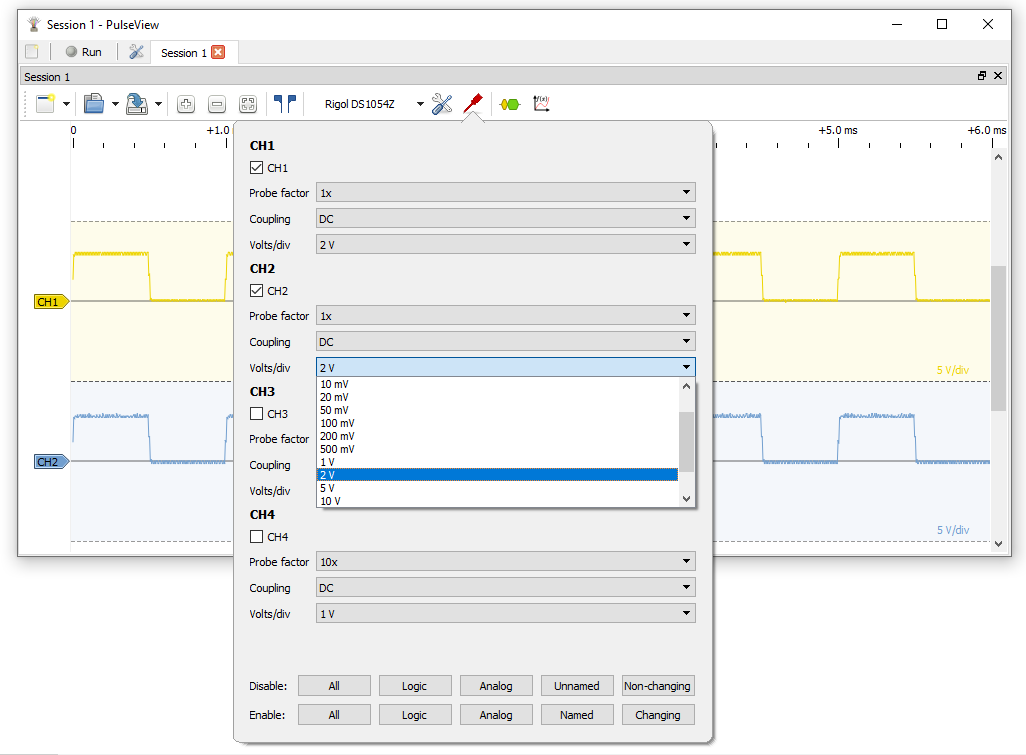 Session 1 - PulseView
Run
Session 1
Session 1
Rigol DS1054Z
f(x)
0
+1.0
+5.0 ms
+6.0 ms
CH1
CH1
Probe factor 1x
Coupling DC
Volts/div 2 V
CH2
CH2
Probe factor 1x
Coupling DC
Volts/div 2 V
10 mV
20 mV
50 mV
100 mV
200 mV
500 mV
1 V
2 V
5 V
10 V
CH3
CH3
Probe factor
Coupling
Volts/div
CH4
CH4
Probe factor 10x
Coupling DC
Volts/div 1 V
Disable: All Logic Analog Unnamed Non-changing
Enable: All Logic Analog Named Changing
CH1
5 V/div
CH2
5 V/div